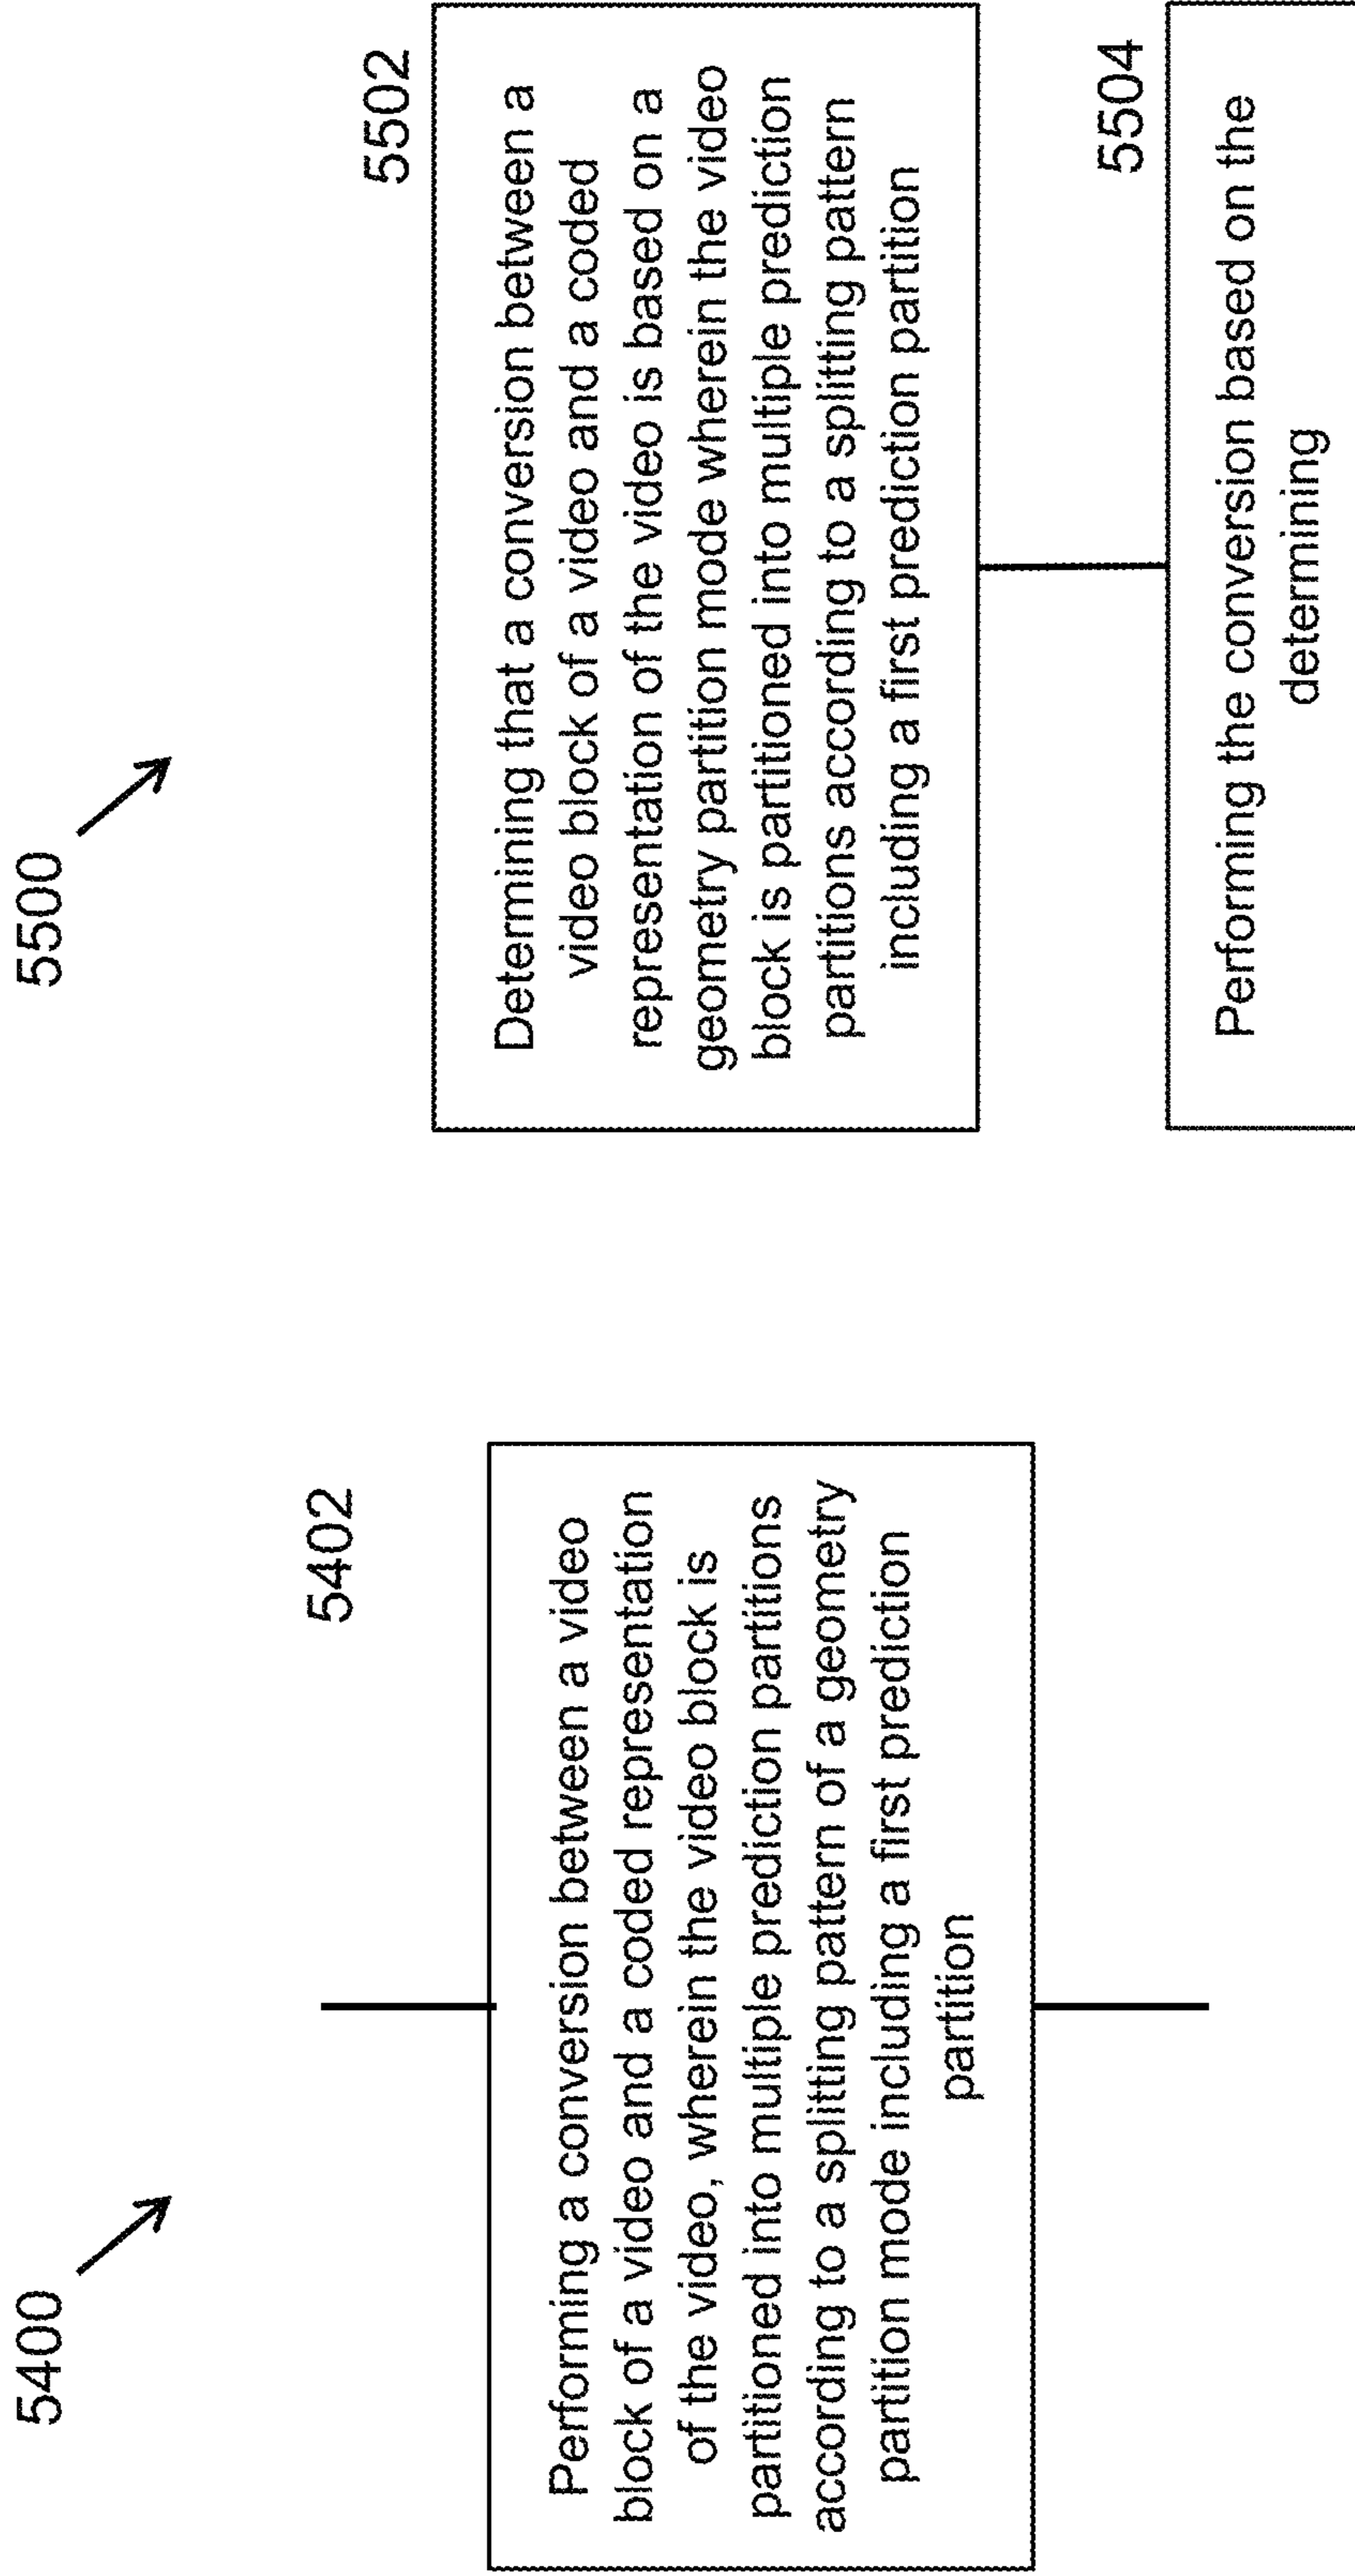 5400
5402
Performing a conversion between a video
block of a video and a coded representation
of the video, wherein the video block is
partitioned into multiple prediction partitions
according to a splitting pattern of a geometry
partition mode including a first prediction
partition
5500
5502
Determining that a conversion between a
video block of a video and a coded
representation of the video is based on a
geometry partition mode wherein the video
block is partitioned into multiple prediction
partitions according to a splitting pattern
including a first prediction partition
5504
Performing the conversion based on the
determining